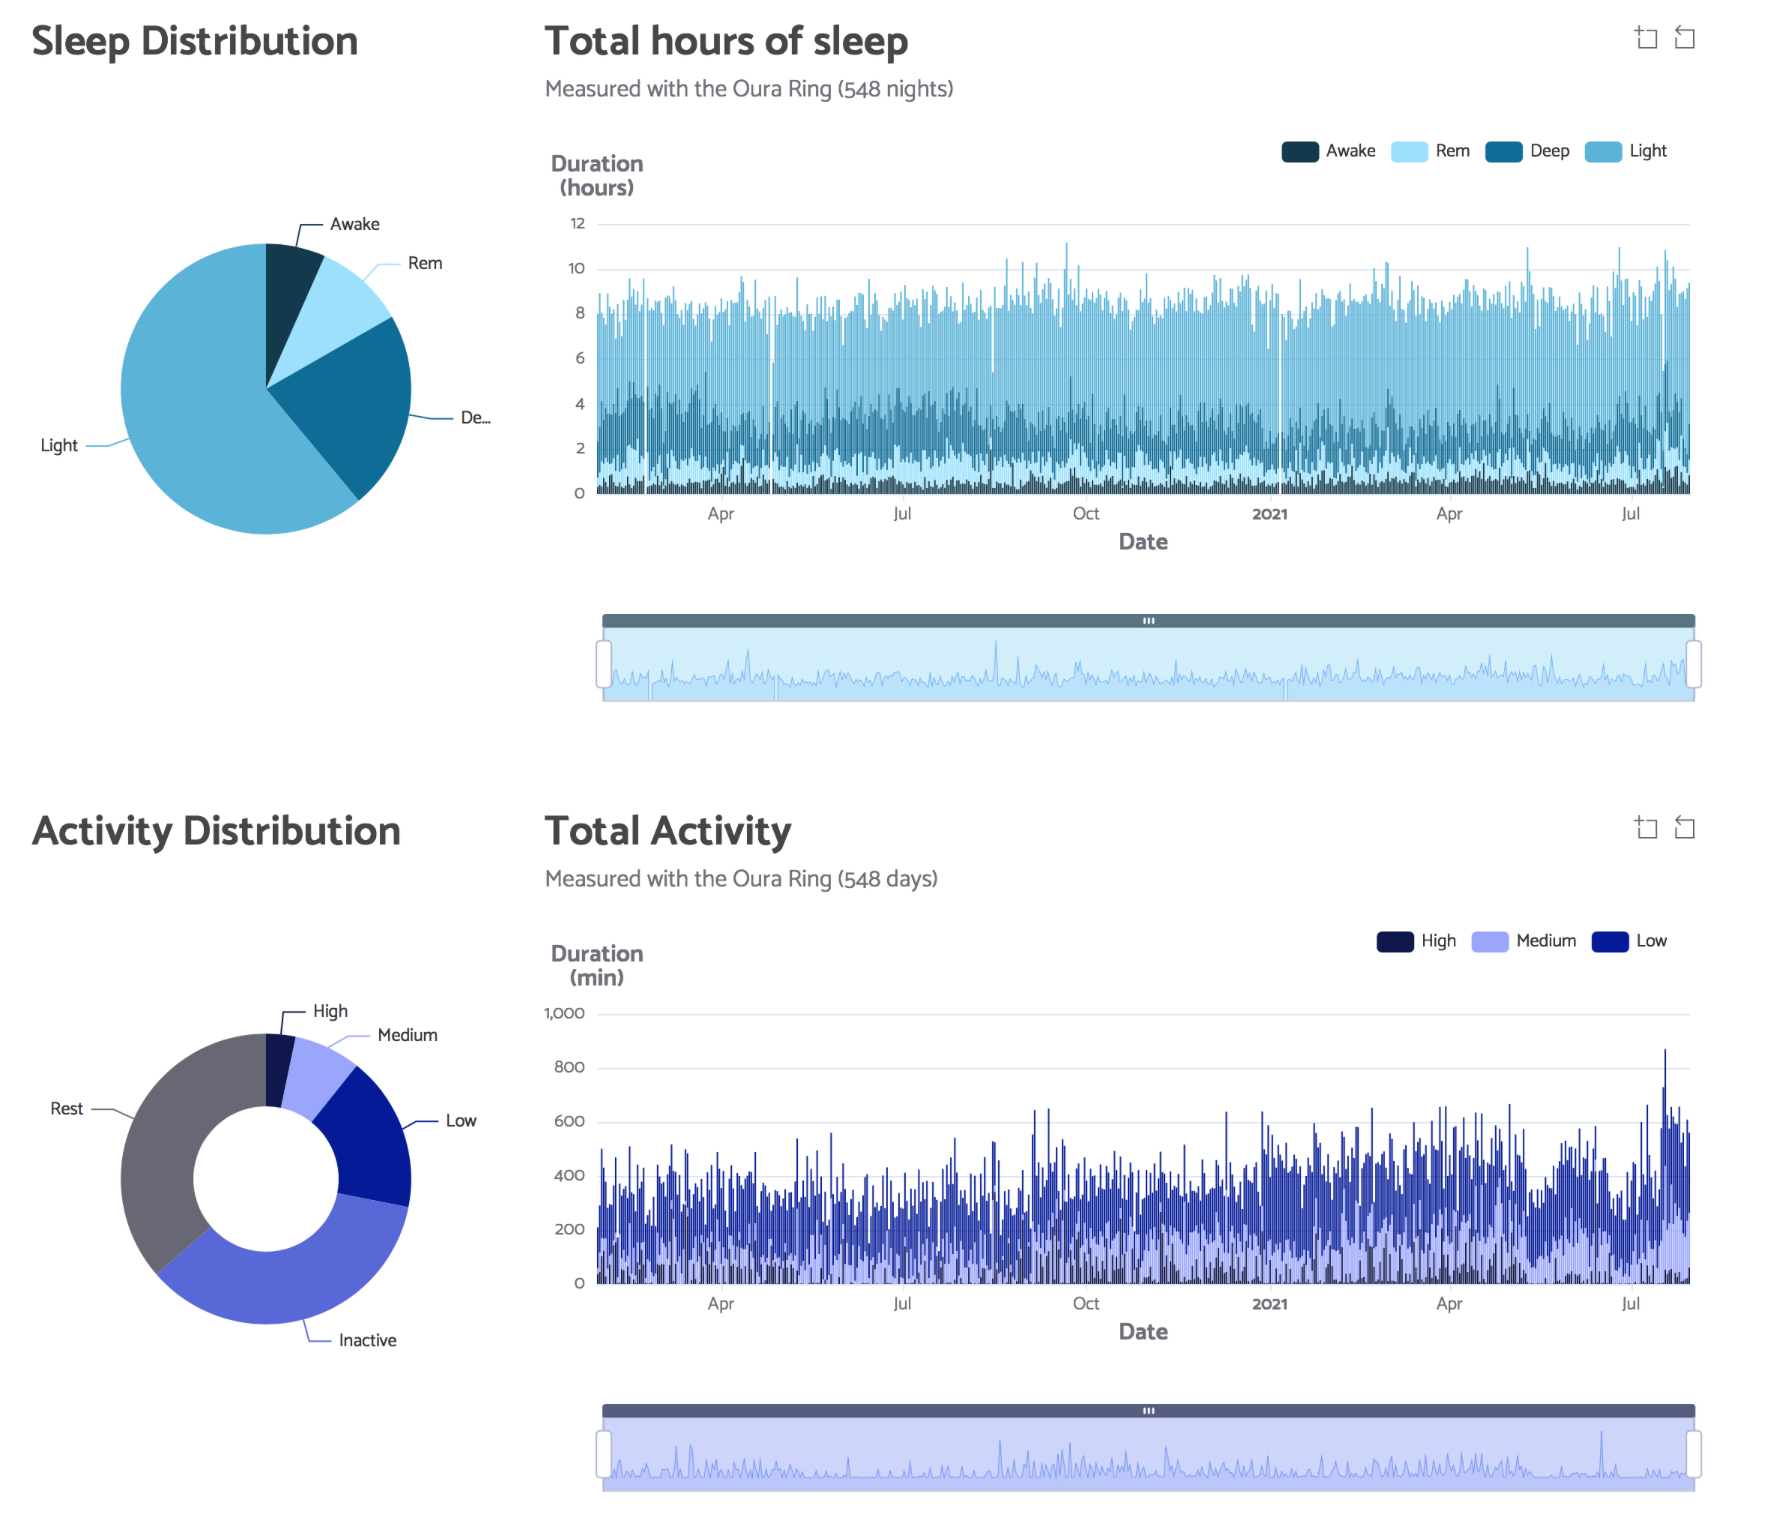 Sleep Distribution
Total hours of sleep
Measured with the Oura Ring (548 nights)
Awake
Rem
De...
Light
Awake Rem Deep Light
Duration
(hours)
12
10
8
6
4
2
0
Apr Jul Oct 2021 Apr Jul
Date
Activity Distribution
Total Activity
Measured with the Oura Ring (548 days)
High
Medium
Rest
Low
Inactive
High Medium Low
Duration
(min)
1,000
800
600
400
200
0
Apr Jul Oct 2021 Apr Jul
Date